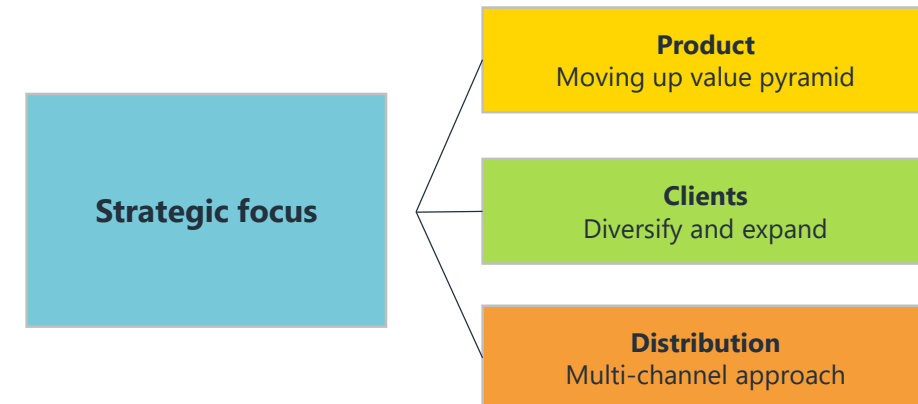 Strategic focus
Product
Moving up value pyramid
Clients
Diversify and expand
Distribution
Multi-channel approach